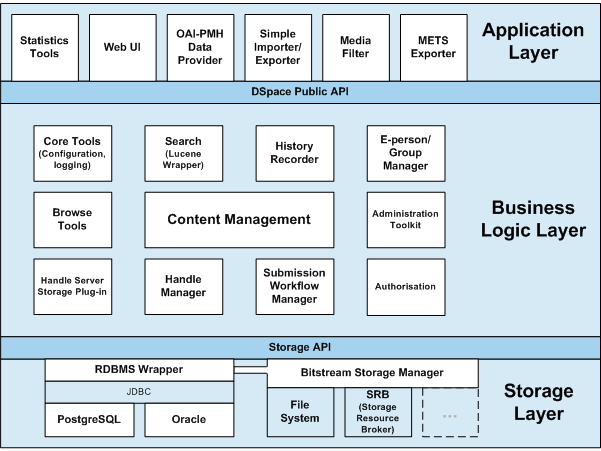 Statistics
Tools
Web UI
OAI-PMH
Data
Provider
Simple
Importer/
Exporter
Media
Filter
METS
Exporter
Application
Layer
DSpace Public API
Core Tools
(Configuration,
logging)
Search
(Lucene
Wrapper)
History
Recorder
E-person/
Group
Manager
Browse
Tools
Content Management
Administration
Toolkit
Business
Logic Layer
Handle Server
Storage Plug-in
Handle
Manager
Submission
Workflow
Manager
Authorisation
Storage API
RDBMS Wrapper
JDBC
PostgreSQL
Oracle
Bitstream Storage Manager
File
System
SRB
(Storage
Resource
Broker)
...
Storage
Layer